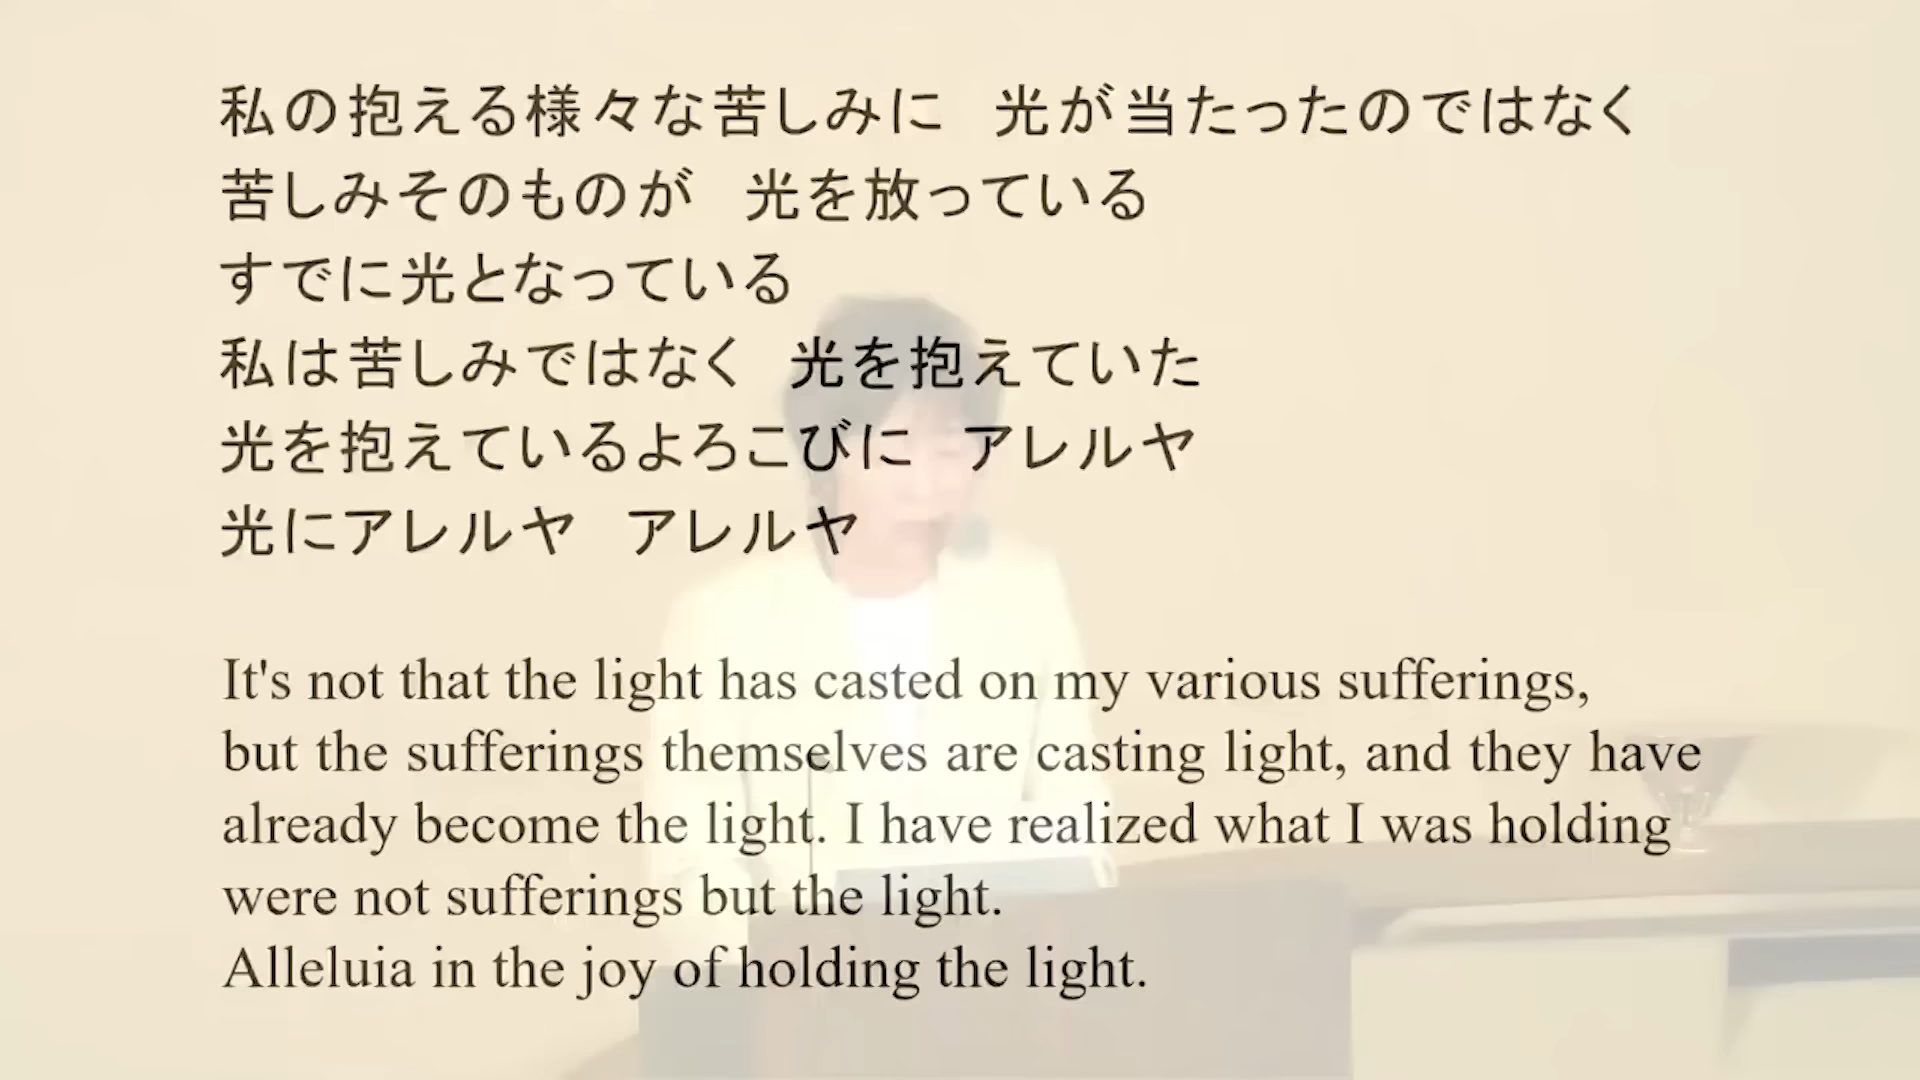 私の抱える様々な苦しみに　光が当たったのではなく
苦しみそのものが　光を放っている
すでに光となっている
私は苦しみではなく　光を抱えていた
光を抱えているよろこびに　アレルヤ
光にアレルヤ　アレルヤ
It's not that the light has casted on my various sufferings,
but the sufferings themselves are casting light, and they have
already become the light. I have realized what I was holding
were not sufferings but the light.
Alleluia in the joy of holding the light.